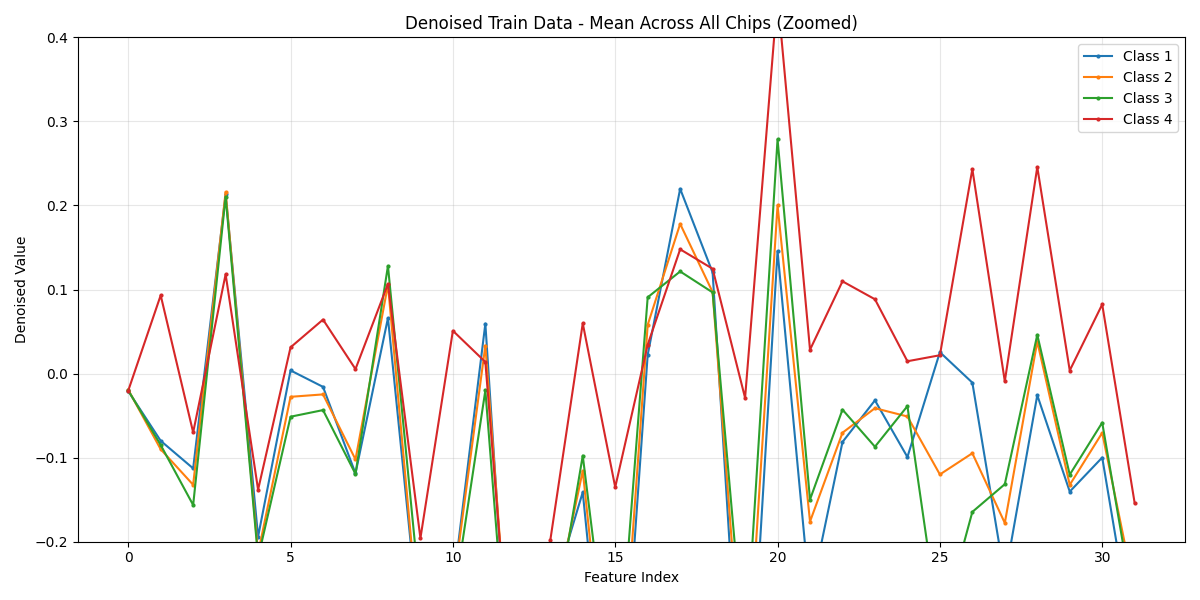 Denoised Train Data - Mean Across All Chips (Zoomed)
Denoised Value
0.4
0.3
0.2
0.1
0.0
−0.1
−0.2
Class 1
Class 2
Class 3
Class 4
0 5 10 15 20 25 30
Feature Index